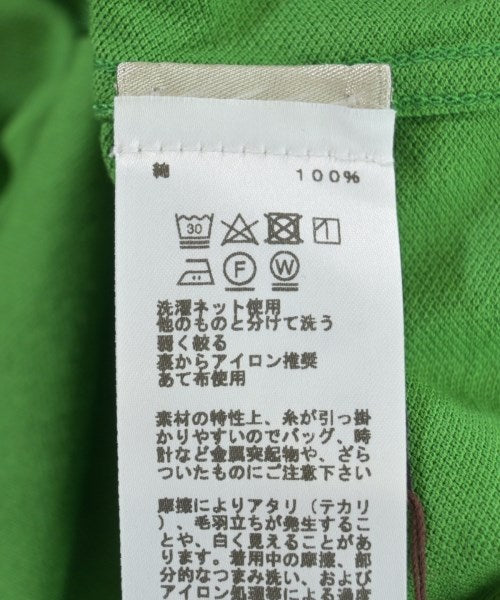 綿 100%
30
F W
洗濯ネット使用
他のものと分けて洗う
弱く絞る
裏からアイロン推奨
あて布使用
素材の特性上、糸が引っ掛
かりやすいのでバッグ、時
計など金属突起物や、ざら
ついたものにご注意下さい
摩擦によりアタリ(テカリ
)、毛羽立ちが発生するこ
とや、白く見えることがあ
ります。着用中の摩擦、部
分的なつまみ洗い、および
アイロン処理等による過度